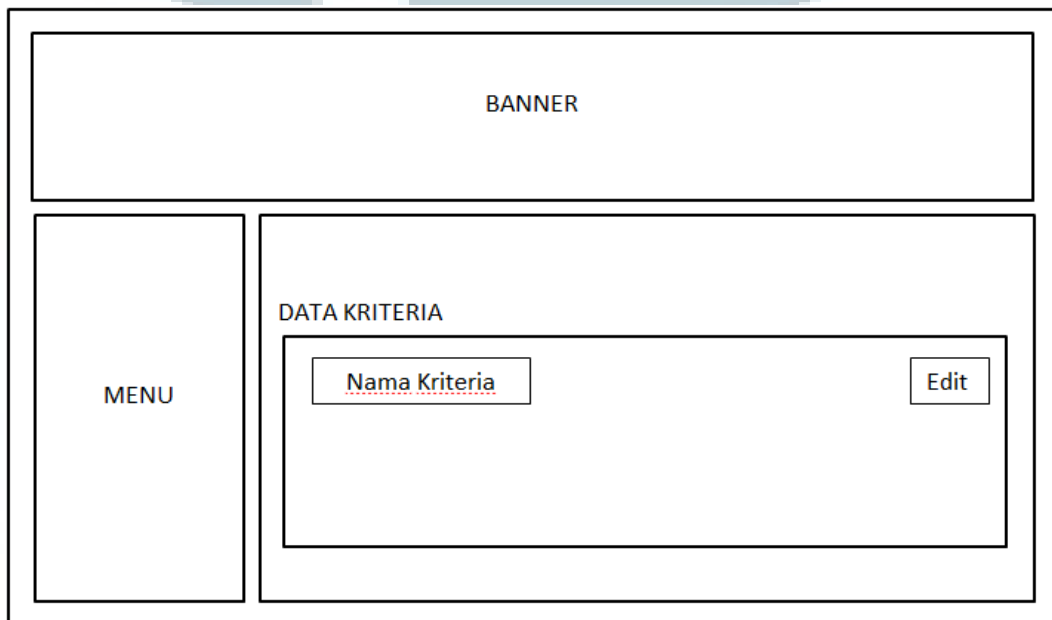 BANNER
DATA KRITERIA
Nama Kriteria
Edit
MENU